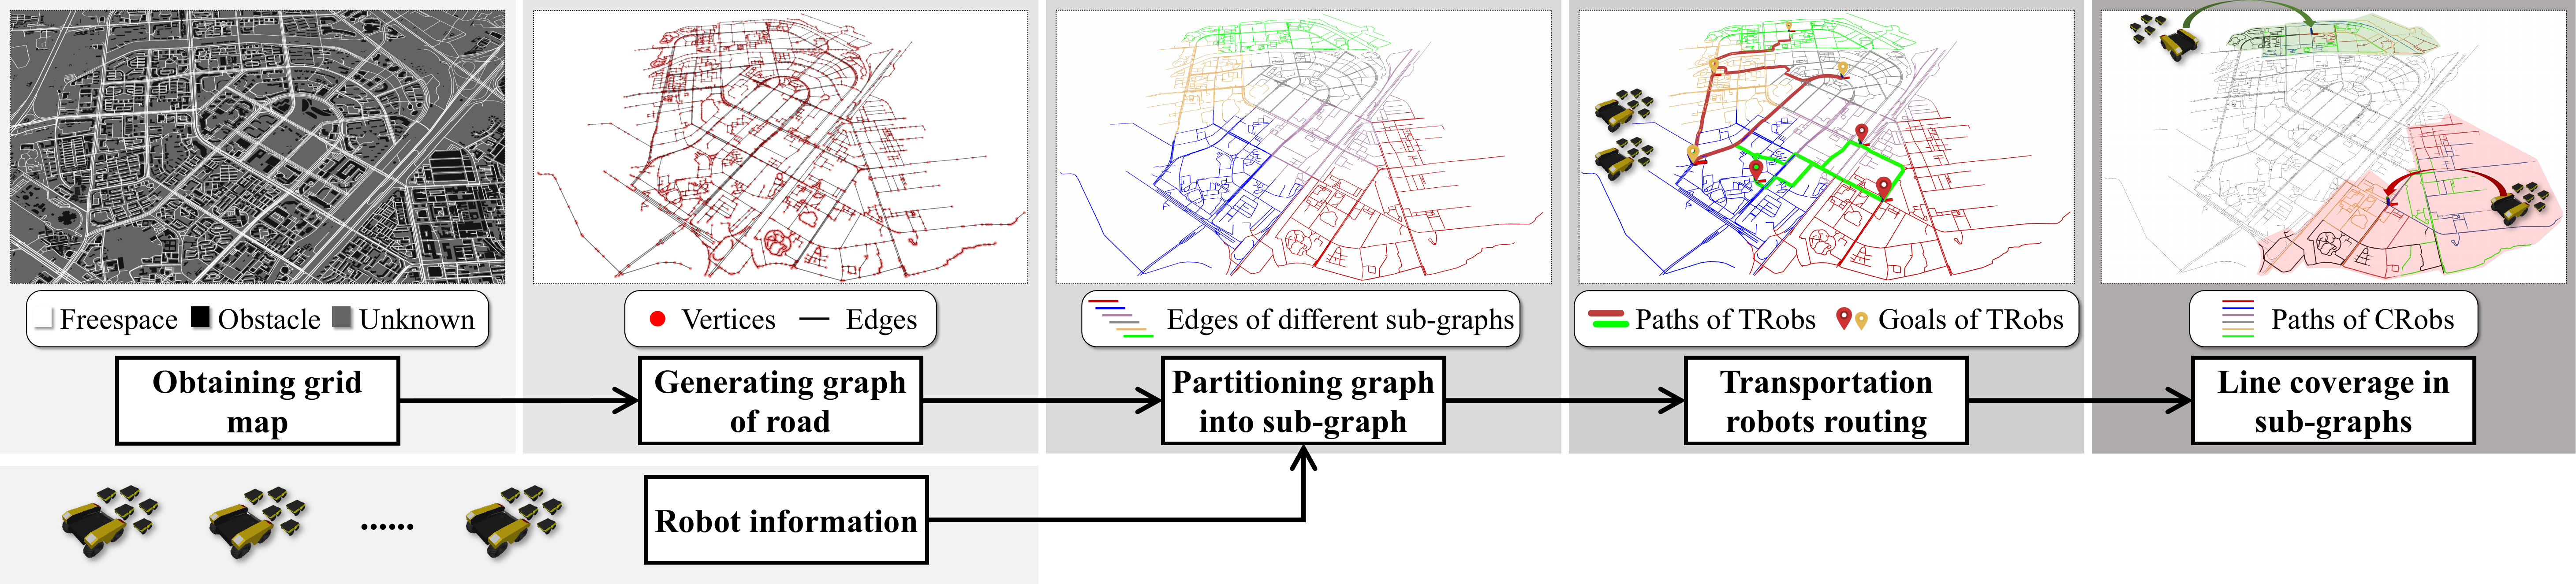 Freespace
Obstacle
Unknown
Vertices
Edges
Edges of different sub-graphs
Paths of TRobs
Goals of TRobs
Paths of CRobs
Obtaining grid
map
Generating graph
of road
Partitioning graph
into sub-graph
Transportation
robots routing
Line coverage in
sub-graphs
......
Robot information